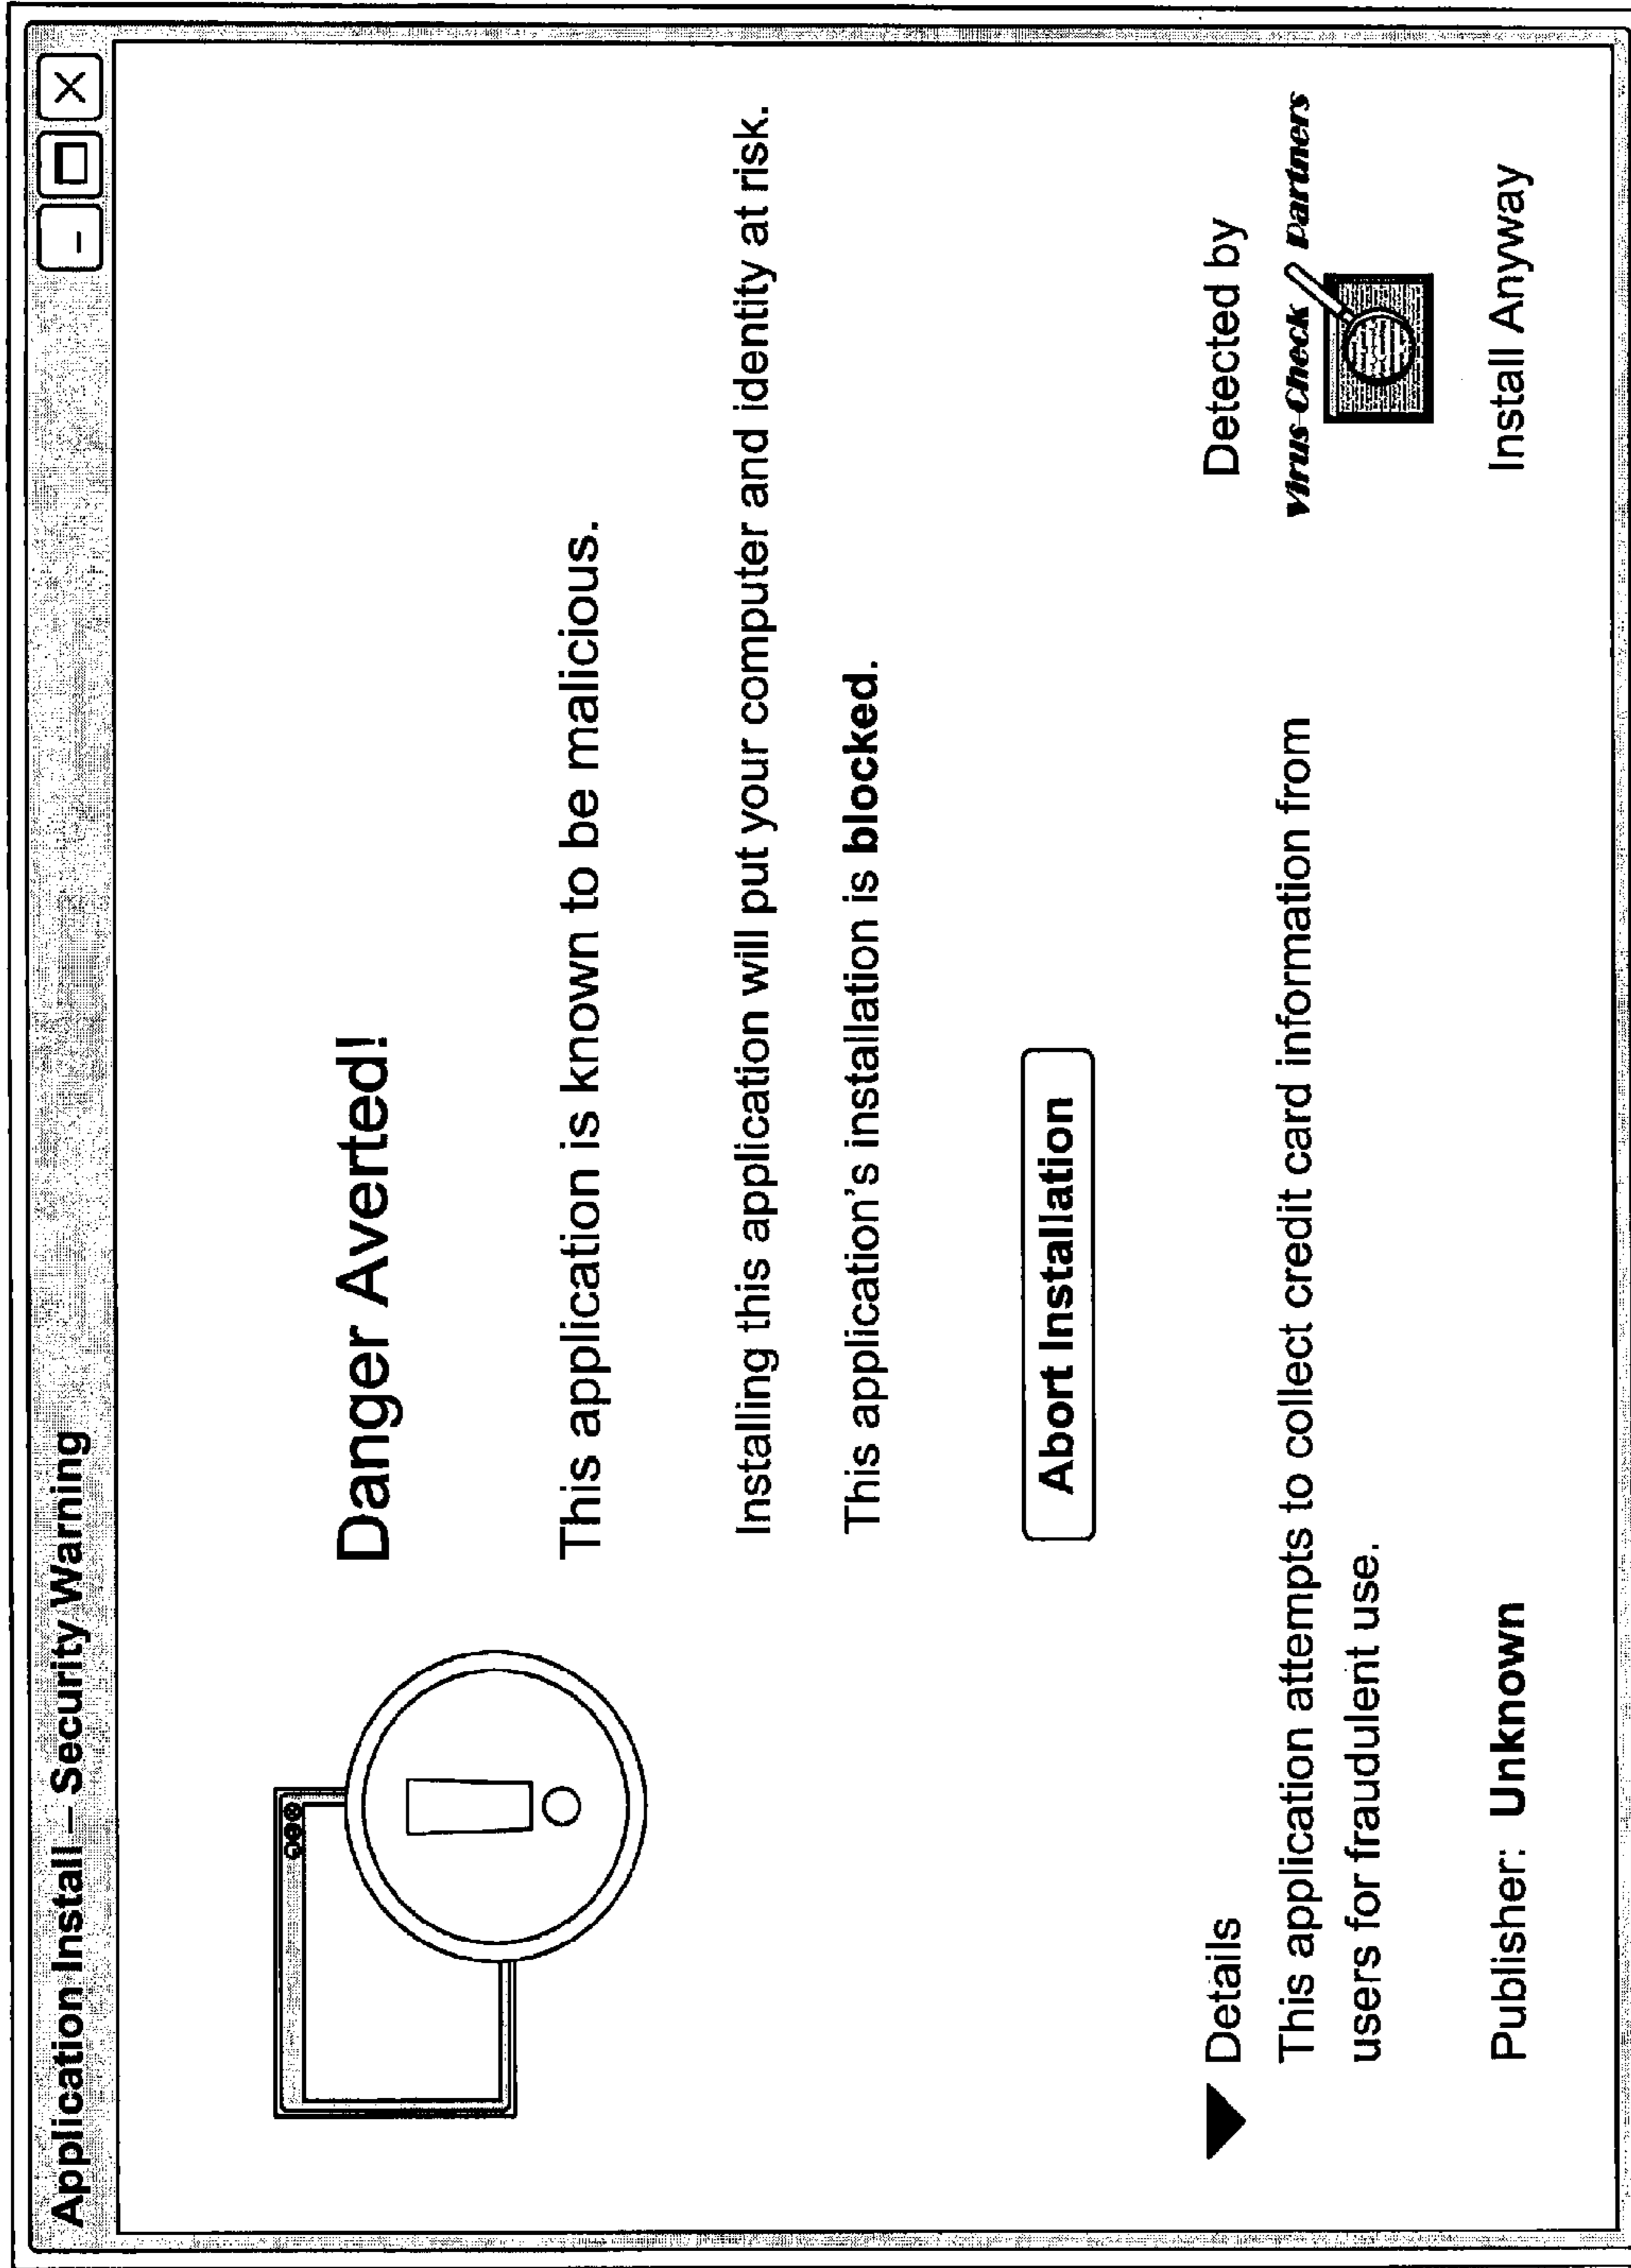 Application Install – Security Warning
Danger Averted!
This application is known to be malicious.
Installing this application will put your computer and identity at risk.
This application's installation is blocked.
Abort Installation
Details
This application attempts to collect credit card information from
users for fraudulent use.
Detected by
Virus Check Partners
Publisher: Unknown
Install Anyway